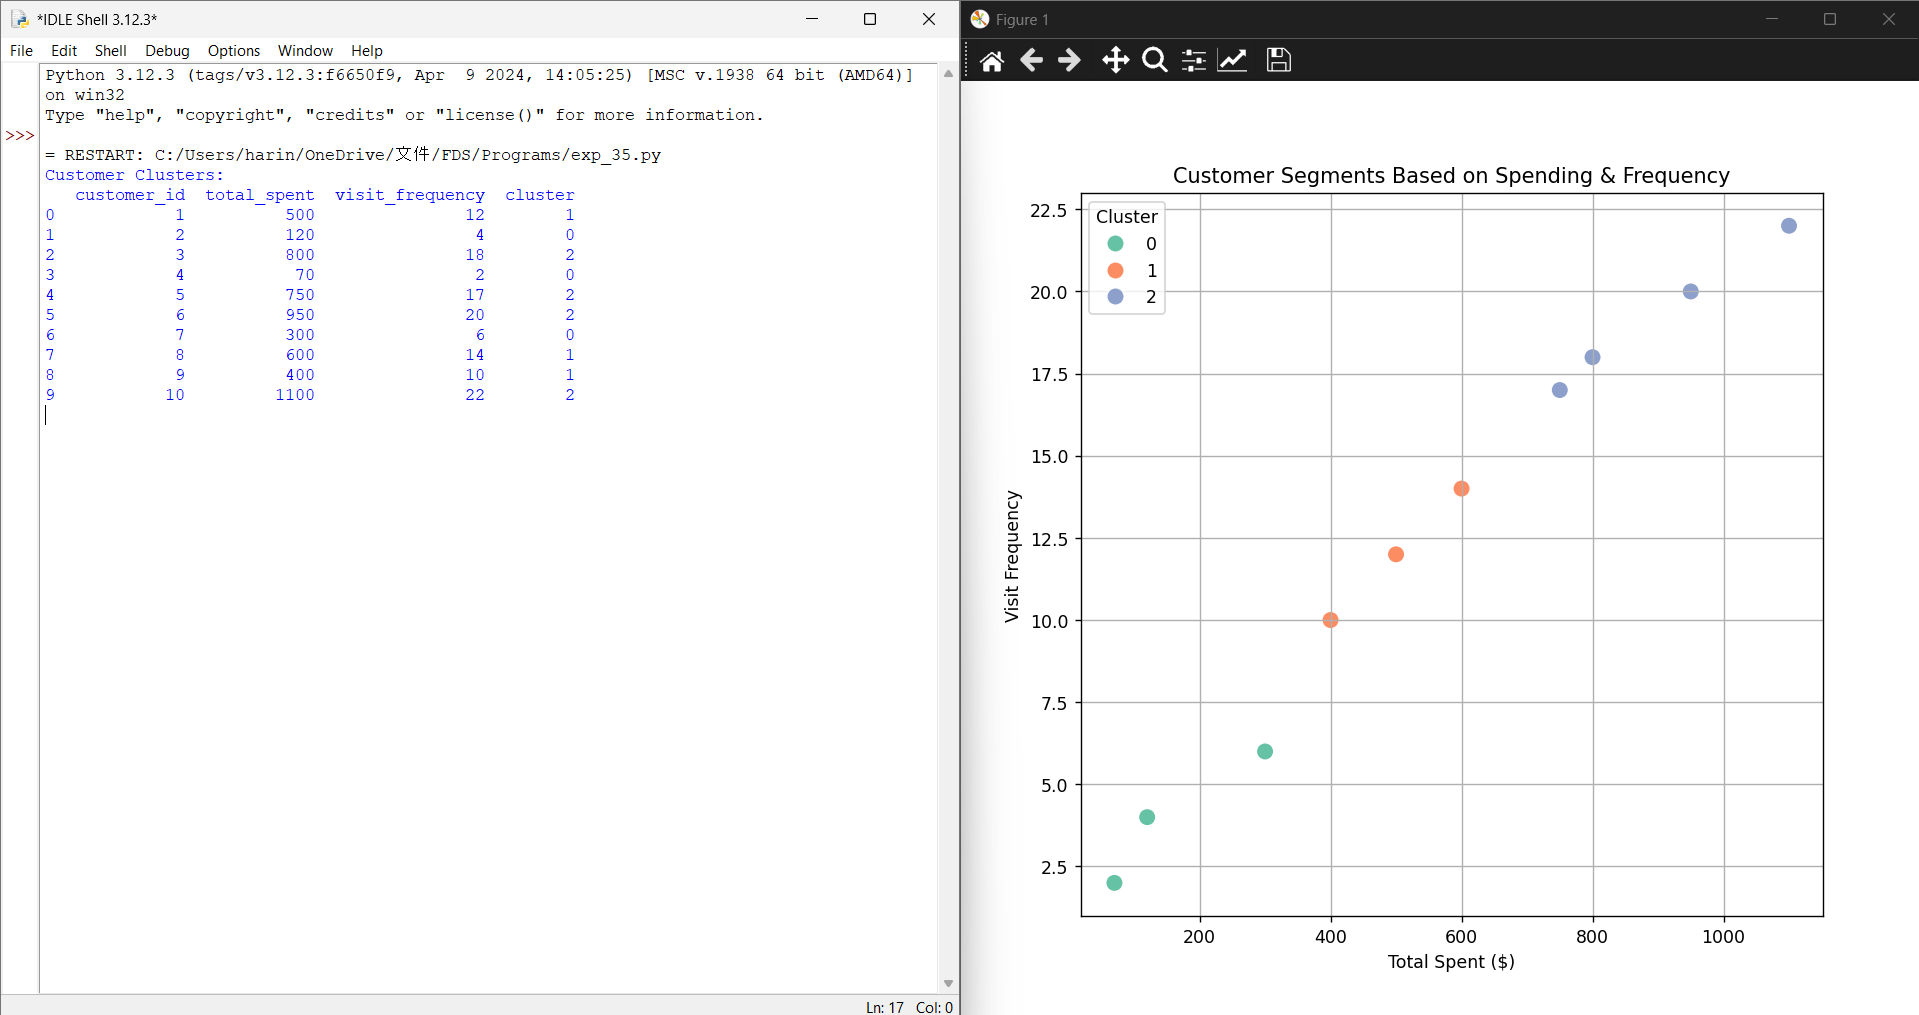 *IDLE Shell 3.12.3*
File Edit Shell Debug Options Window Help
Python 3.12.3 (tags/v3.12.3:f6650f9, Apr  9 2024, 14:05:25) [MSC v.1938 64 bit (AMD64)]
on win32
Type "help", "copyright", "credits" or "license()" for more information.
>>>
= RESTART: C:/Users/harin/OneDrive/文件/FDS/Programs/exp_35.py
Customer Clusters:
   customer_id  total_spent  visit_frequency  cluster
0            1          500               12        1
1            2          120                4        0
2            3          800               18        2
3            4           70                2        0
4            5          750               17        2
5            6          950               20        2
6            7          300                6        0
7            8          600               14        1
8            9          400               10        1
9           10         1100               22        2
Ln: 17 Col: 0
Figure 1
Customer Segments Based on Spending & Frequency
Cluster
0
1
2
Visit Frequency
22.5
20.0
17.5
15.0
12.5
10.0
7.5
5.0
2.5
200 400 600 800 1000
Total Spent ($)